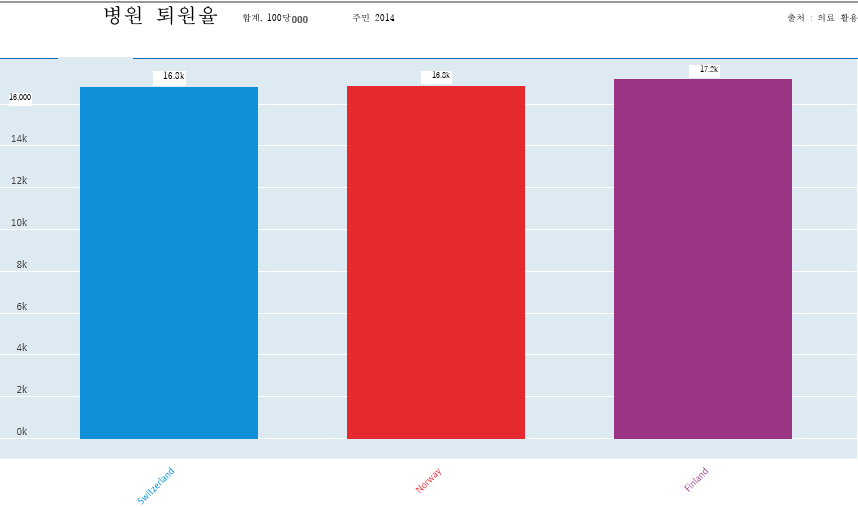 병원 퇴원율 합계, 100당000 주민 2014 출처 : 의료 활용
16.8k 16.8k 17.2k
16,000
14k
12k
10k
8k
6k
4k
2k
0k
Switzerland Norway Finland